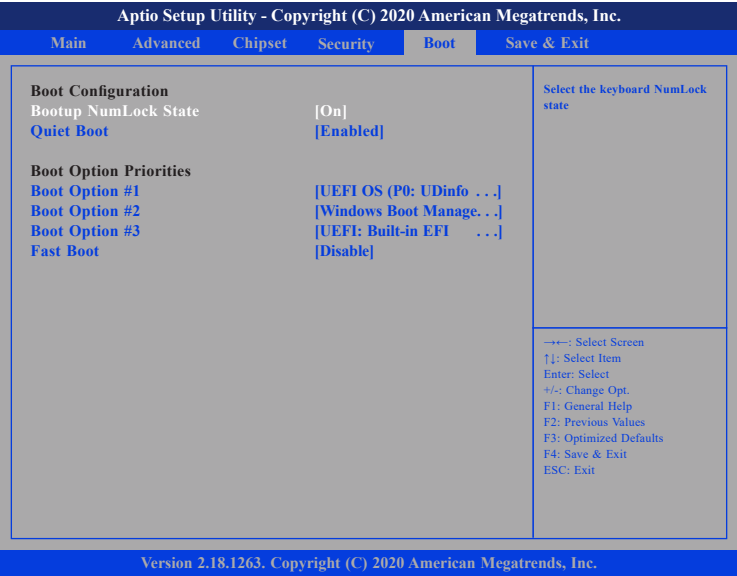 Aptio Setup Utility - Copyright (C) 2020 American Megatrends, Inc.
Main Advanced Chipset Security Boot Save & Exit
Boot Configuration
Bootup NumLock State [On]
Quiet Boot [Enabled]
Boot Option Priorities
Boot Option #1 [UEFI OS (P0: UDinfo . . .]
Boot Option #2 [Windows Boot Manage. . .]
Boot Option #3 [UEFI: Built-in EFI . . .]
Fast Boot [Disable]
Select the keyboard NumLock
state
→←: Select Screen
↑↓: Select Item
Enter: Select
+/-: Change Opt.
F1: General Help
F2: Previous Values
F3: Optimized Defaults
F4: Save & Exit
ESC: Exit
Version 2.18.1263. Copyright (C) 2020 American Megatrends, Inc.